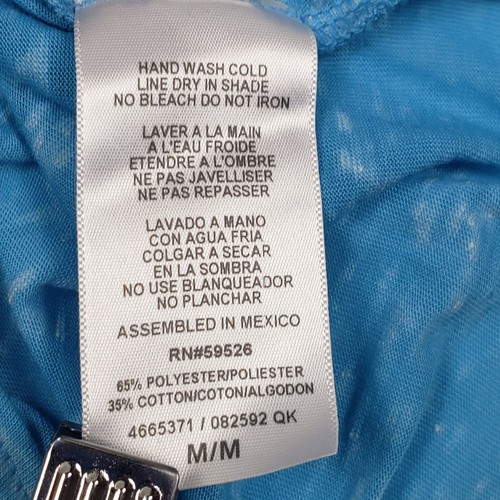 HAND WASH COLD
LINE DRY IN SHADE
NO BLEACH DO NOT IRON
LAVER A LA MAIN
A L'EAU FROIDE
ETENDRE A L'OMBRE
NE PAS JAVELLISER
NE PAS REPASSER
LAVADO A MANO
CON AGUA FRIA
COLGAR A SECAR
EN LA SOMBRA
NO USE BLANQUEADOR
NO PLANCHAR
ASSEMBLED IN MEXICO
RN#59526
65% POLYESTER/POLIESTER
35% COTTON/COTON/ALGODON
4665371 / 082592 QK
M/M